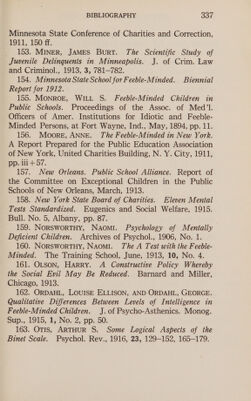 BIBLIOGRAPHY 337
Minnesota State Conference of Charities and Correction,
1911, 150 ff.
153. MINER, JAMES BURT. The Scientific Study of
Juvenile Delinquents in Minneapolis. J. of Crim. Law
and Criminol., 1913, 3, 781-782.
154. Minnesota State School for Feeble-Minded. Biennial
Report for 1912.
155. MONROE, WILL S. Feeble-Minded Children in
Public Schools. Proceedings of the Assoc. of Med'l.
Officers of Amer. Institutions for Idiotic and Feeble-
Minded Persons, at Fort Wayne, Ind., May, 1894, pp. 11.
156. MOORE, ANNE. The Feeble-Minded in New York.
A Report Prepared for the Public Education Association
of New York, United Charities Building, N. Y. City, 1911,
pp. iii + 57.
157. New Orleans. Public School Alliance. Report of
the Committee on Exceptional Children in the Public
Schools of New Orleans, March, 1913.
158. New York State Board of Charities. Eleven Mental
Tests Standardized. Eugenics and Social Welfare, 1915.
Bull. No. 5, Albany, pp. 87.
159. NORSWORTHY, NAOMI. Psychology of Mentally
Deficient Children. Archives of Psychol., 1906, No. 1.
160. NORSWORTHY, NAOMI. The A Test with the Feeble-
Minded. The Training School, June, 1913, 10, No. 4.
161. OLSON, HARRY. A Constructive Policy Whereby
the Social Evil May Be Reduced. Barnard and Miller,
Chicago, 1913.
162. ORDAHL, LOUISE ELLISON, AND ORDAHL, GEORGE.
Qualitative Differences Between Levels of Intelligence in
Feeble-Minded Children. J. of Psycho-Asthenics. Monog.
Sup., 1915, 1, No. 2, pp. 50.
163. OTIS, ARTHUR S. Some Logical Aspects of the
Binet Scale. Psychol. Rev., 1916, 23, 129-152, 165-179.